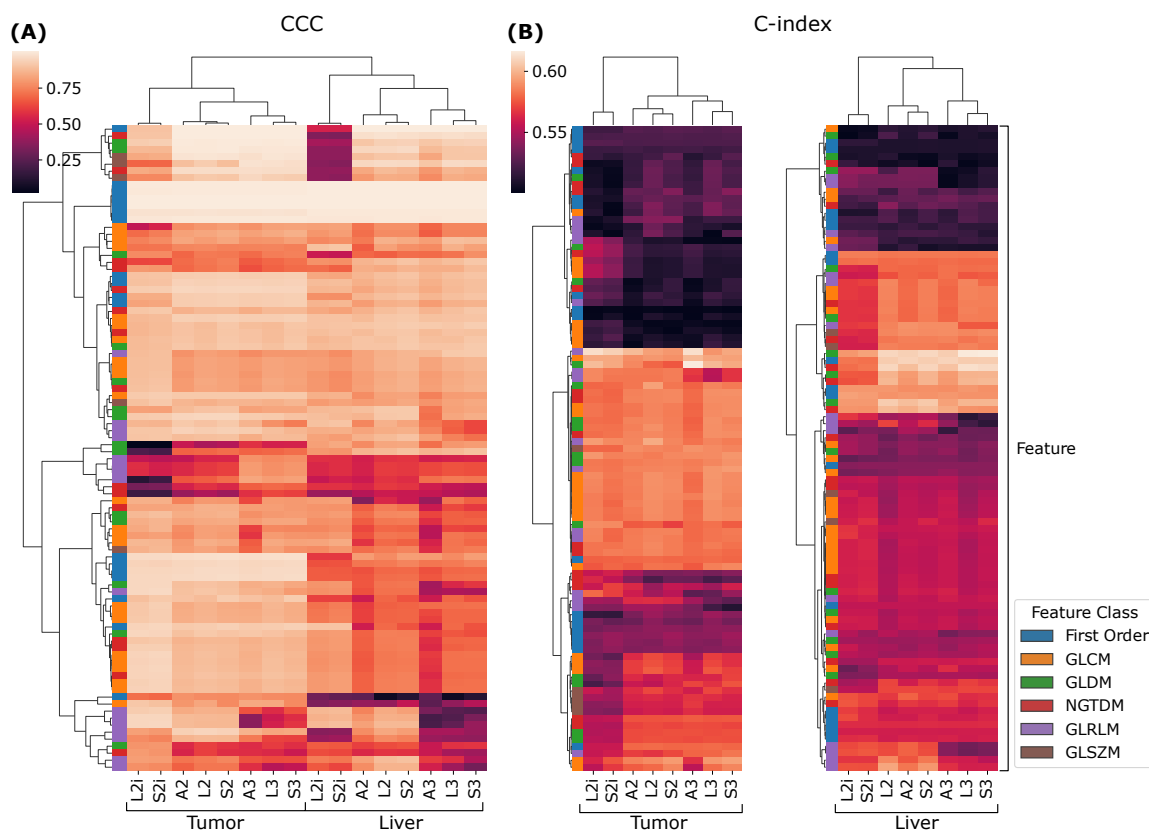 (A)
CCC
(B)
C-index
0.75
0.50
0.25
0.60
0.55
Feature
Feature Class
First Order
GLCM
GLDM
NGTDM
GLRLM
GLSZM
L2i S2i A2 L2 S2 A3 L3 S3 L2i S2i A2 L2 S2 A3 L3 S3
Tumor Liver
L2i S2i A2 L2 S2 A3 L3 S3
Tumor
L2i S2i L2 A2 S2 A3 L3 S3
Liver